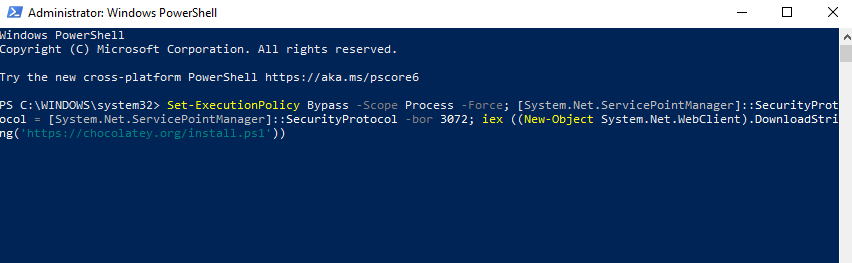 Administrator: Windows PowerShell
Windows PowerShell
Copyright (C) Microsoft Corporation. All rights reserved.
Try the new cross-platform PowerShell https://aka.ms/pscore6
PS C:\WINDOWS\system32> Set-ExecutionPolicy Bypass -Scope Process -Force; [System.Net.ServicePointManager]::SecurityProt
ocol = [System.Net.ServicePointManager]::SecurityProtocol -bor 3072; iex ((New-Object System.Net.WebClient).DownloadStri
ng('https://chocolatey.org/install.ps1'))